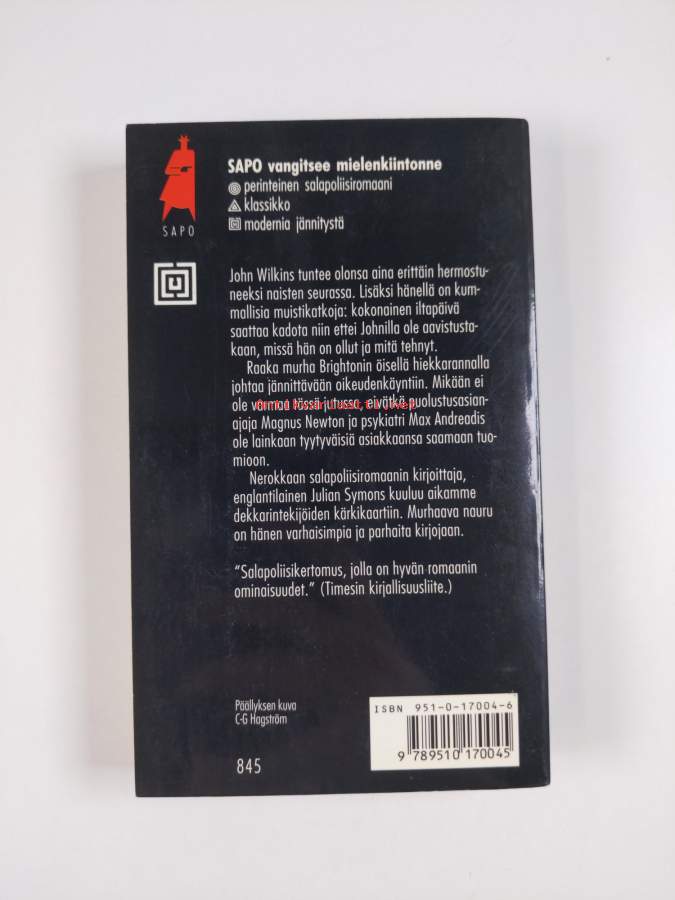 SAPO vangitsee mielenkiintonne
perinteinen salapoliisiromaani
klassikko
modernia jännitystä
SAPO
John Wilkins tuntee olonsa aina erittäin hermostu-
neeksi naisten seurassa. Lisäksi hänellä on kum-
mallisia muistikatkoja: kokonainen iltapäivä
saattaa kadota niin ettei Johnilla ole aavistusta-
kaan, missä hän on ollut ja mitä tehnyt.
Raaka murha Brightonin öisellä hiekkarannalla
johtaa jännittävään oikeudenkäyntiin. Mikään ei
ole varmaa tässä jutussa, eivätkä puolustusasian-
ajaja Magnus Newton ja psykiatri Max Andreadis
ole lainkaan tyytyväisiä asiakkaansa saamaan tuo-
mioon.
Nerokkaan salapoliisiromaanin kirjoittaja,
englantilainen Julian Symons kuuluu aikamme
dekkarintekijöiden kärkikaartiin. Murhaava nauru
on hänen varhaisimpia ja parhaita kirjojaan.
"Salapoliisikertomus, jolla on hyvän romaanin
ominaisuudet." (Timesin kirjallisuusliite.)
Päällyksen kuva
C-G Hagström
845
ISBN 951-0-17004-6
9 789510 170045